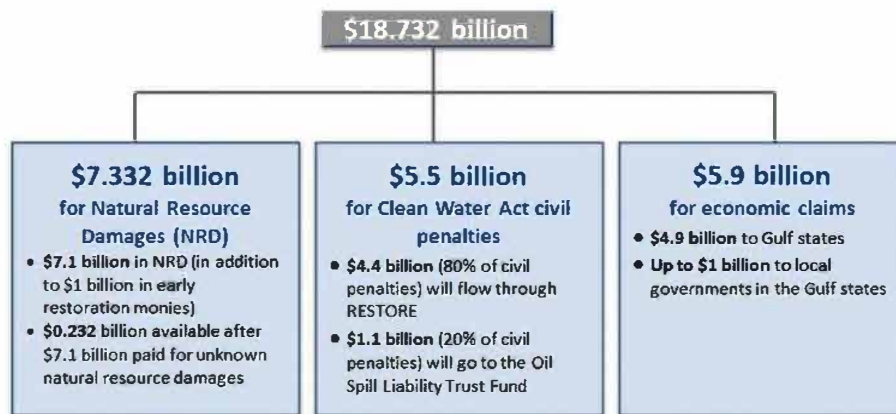 $18.732 billion
$7.332 billion
for Natural Resource
Damages (NRD)
• $7.1 billion in NRD (in addition
to $1 billion in early
restoration monies)
• $0.232 billion available after
$7.1 billion paid for unknown
natural resource damages
$5.5 billion
for Clean Water Act civil
penalties
• $4.4 billion (80% of civil
penalties) will flow through
RESTORE
• $1.1 billion (20% of civil
penalties) will go to the Oil
Spill Liability Trust Fund
$5.9 billion
for economic claims
• $4.9 billion to Gulf states
• Up to $1 billion to local
governments in the Gulf states